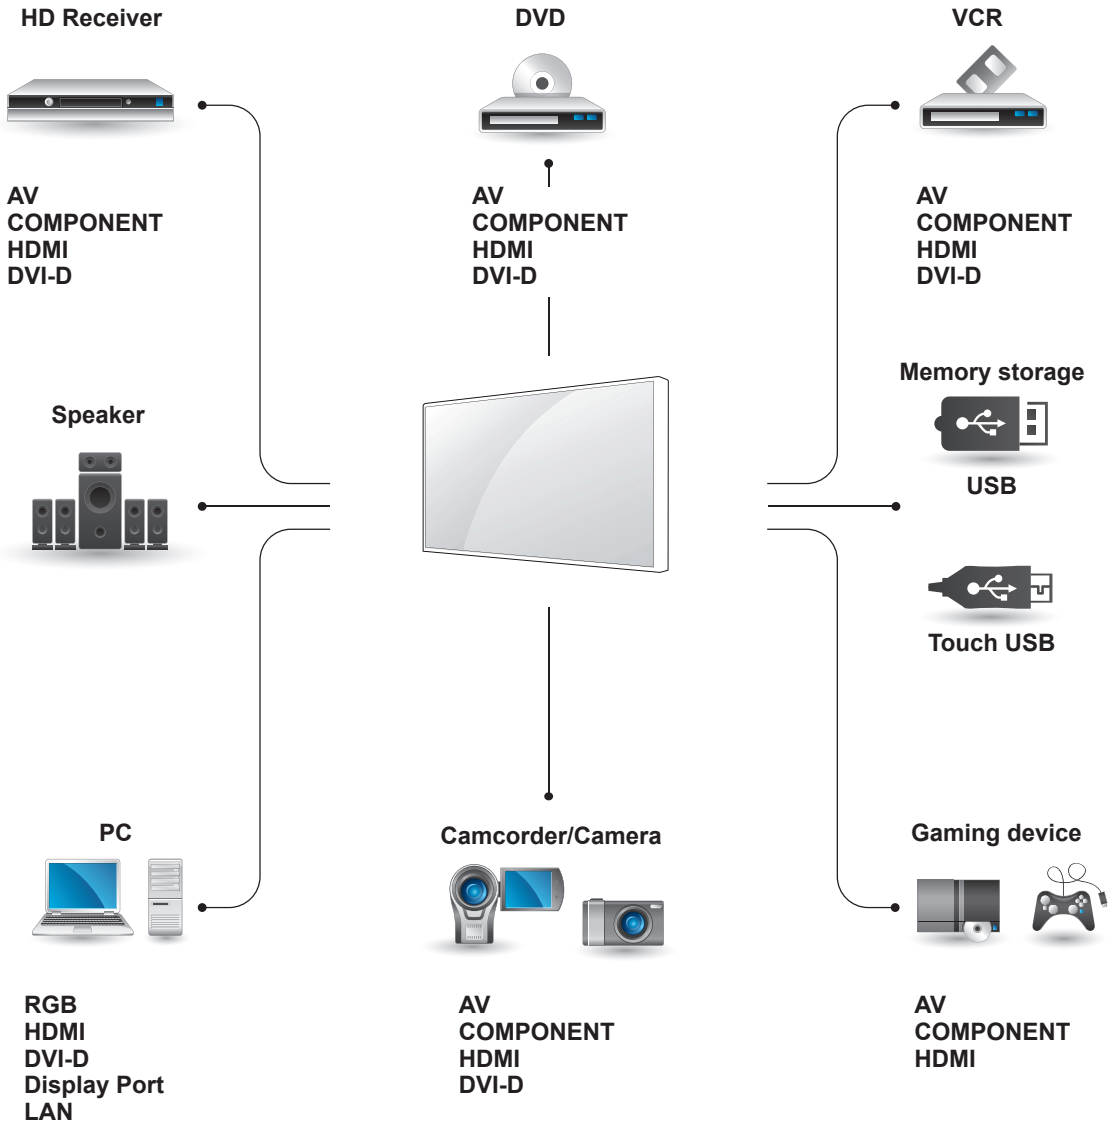 HD Receiver
AV
COMPONENT
HDMI
DVI-D
DVD
AV
COMPONENT
HDMI
DVI-D
VCR
AV
COMPONENT
HDMI
DVI-D
Speaker
Memory storage
USB
Touch USB
PC
RGB
HDMI
DVI-D
Display Port
LAN
Camcorder/Camera
AV
COMPONENT
HDMI
DVI-D
Gaming device
AV
COMPONENT
HDMI